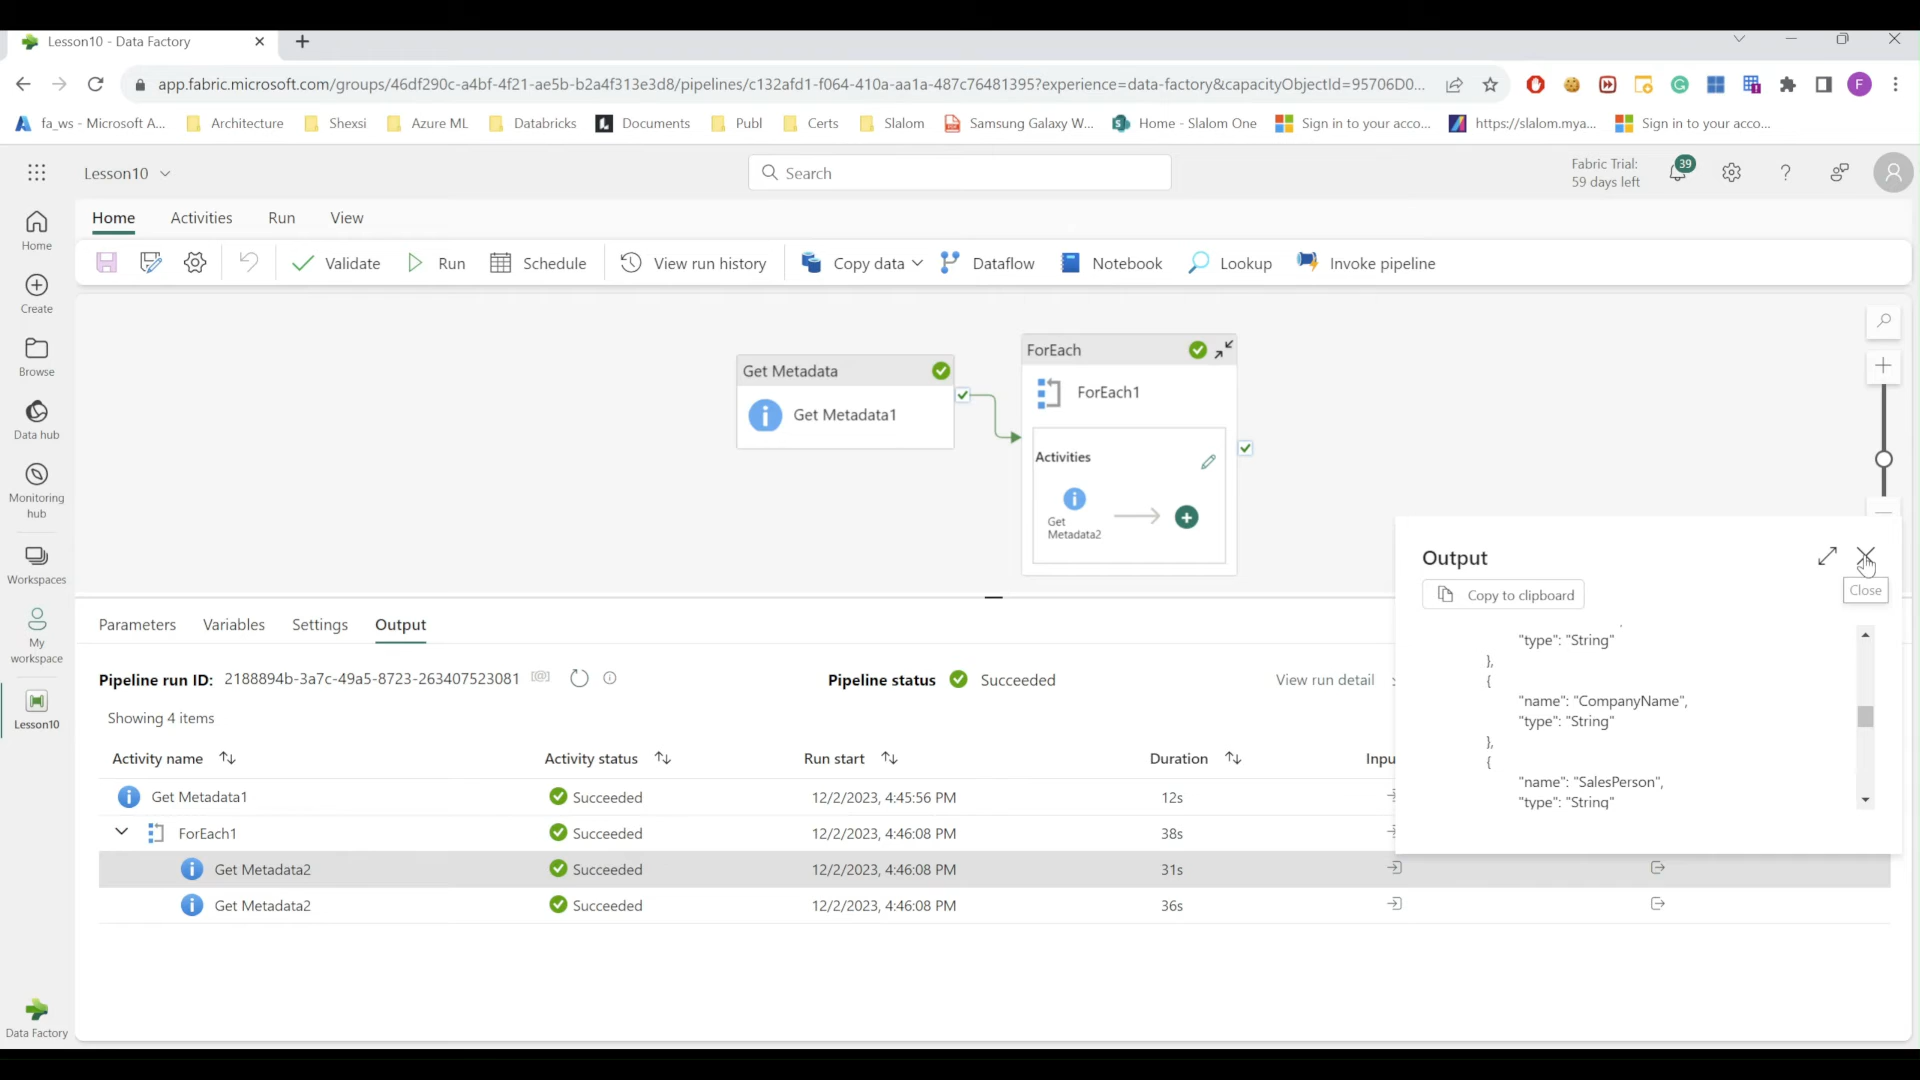 Lesson10 - Data Factory
app.fabric.microsoft.com/groups/46df290c-a4bf-4f21-ae5b-b2a4f313e3d8/pipelines/c132afd1-f064-410a-aa1a-487c76481395?experience=data-factory&capacityObjectId=95706D0...
F
fa_ws - Microsoft A... Architecture Shexsi Azure ML Databricks Documents Publ Certs Slalom Samsung Galaxy W... Home - Slalom One Sign in to your acco... https://slalom.mya... Sign in to your acco...
Lesson10
Search
Fabric Trial:
59 days left
39
Home Activities Run View
Validate Run Schedule View run history Copy data Dataflow Notebook Lookup Invoke pipeline
Home
Create
Browse
Data hub
Monitoring
hub
Workspaces
My
workspace
Lesson10
Data Factory
Get Metadata
Get Metadata1
ForEach
ForEach1
Activities
Get
Metadata2
Output
Close
Copy to clipboard
"type": "String"
},
{
"name": "CompanyName",
"type": "String"
},
{
"name": "SalesPerson",
"type": "String"
Parameters Variables Settings Output
Pipeline run ID: 2188894b-3a7c-49a5-8723-263407523081
Pipeline status Succeeded
View run detail
Showing 4 items
Activity name Activity status Run start Duration Inpu
Get Metadata1 Succeeded 12/2/2023, 4:45:56 PM 12s
ForEach1 Succeeded 12/2/2023, 4:46:08 PM 38s
Get Metadata2 Succeeded 12/2/2023, 4:46:08 PM 31s
Get Metadata2 Succeeded 12/2/2023, 4:46:08 PM 36s